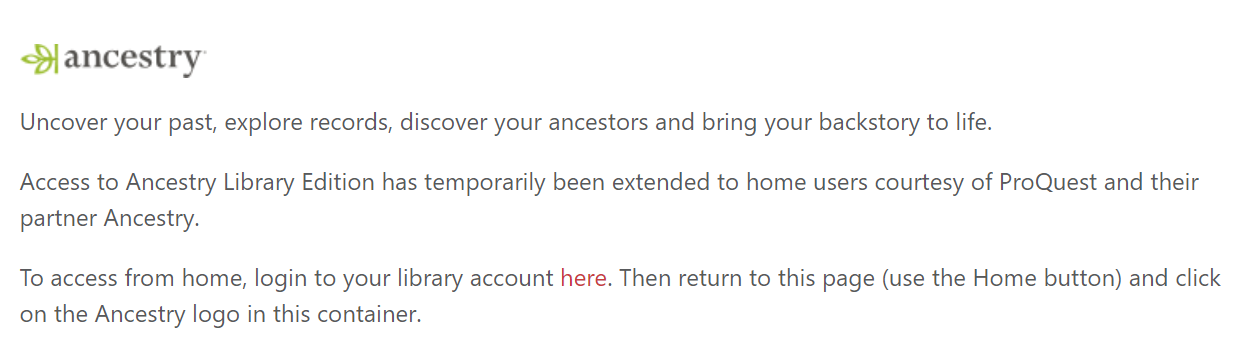 ancestry
Uncover your past, explore records, discover your ancestors and bring your backstory to life.
Access to Ancestry Library Edition has temporarily been extended to home users courtesy of ProQuest and their
partner Ancestry.
To access from home, login to your library account here. Then return to this page (use the Home button) and click
on the Ancestry logo in this container.